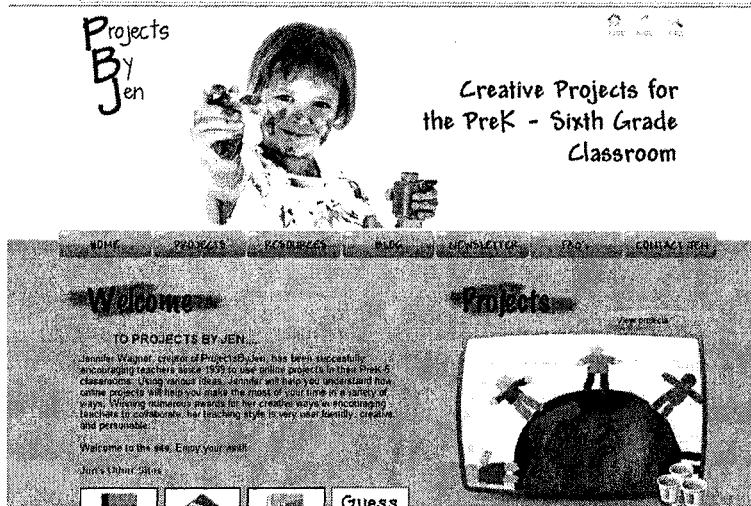 Projects
By
Jen
Creative Projects for
the PreK - Sixth Grade
Classroom
HOME PROJECTS RESOURCES BLOG NEWSLETTER FAQ's CONTACT JEN
Welcome
TO PROJECTS BY JEN....
Jennifer Wagner, creator of ProjectsByJen, has been succesfully
encouraging teachers since 1999 to use online projects in their PreK-6
classrooms. Using various ideas, Jennifer will help you understand how
online projects will help you make the most of your time in a variety of
ways. Winning numerous awards for her creative ways in encouraging
teachers to collaborate, her teaching style is very user friendly, creative
and personable.
Welcome to the site, Enjoy your visit!
Jen's Other Sites
Guess
Projects
View projects